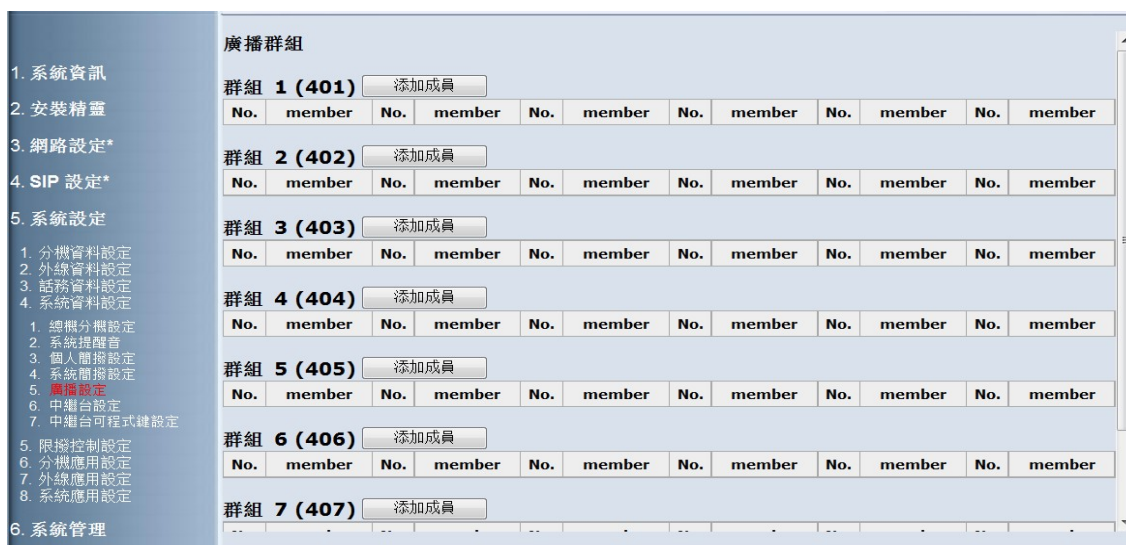 1. 系統資訊
2. 安裝精靈
3. 網路設定*
4. SIP 設定*
5. 系統設定
1. 分機資料設定
2. 外線資料設定
3. 話務資料設定
4. 系統資料設定
1. 總機分機設定
2. 系統提醒音
3. 個人簡撥設定
4. 系統簡撥設定
5. 廣播設定
6. 中繼台設定
7. 中繼台可程式鍵設定
5. 限撥控制設定
6. 分機應用設定
7. 外線應用設定
8. 系統應用設定
6. 系統管理
廣播群組
群組 1 (401) 添加成員
No. member No. member No. member No. member No. member No. member
群組 2 (402) 添加成員
No. member No. member No. member No. member No. member No. member
群組 3 (403) 添加成員
No. member No. member No. member No. member No. member No. member
群組 4 (404) 添加成員
No. member No. member No. member No. member No. member No. member
群組 5 (405) 添加成員
No. member No. member No. member No. member No. member No. member
群組 6 (406) 添加成員
No. member No. member No. member No. member No. member No. member
群組 7 (407) 添加成員